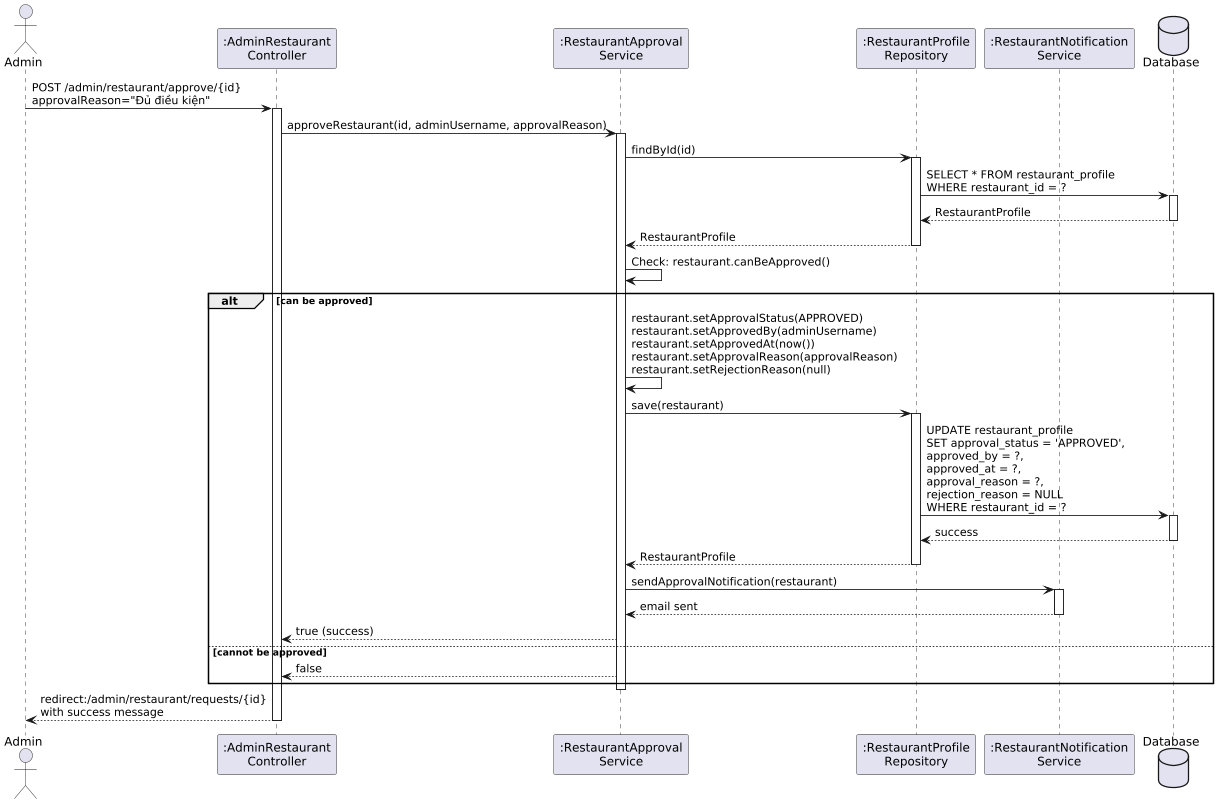 Admin
:AdminRestaurant
Controller
:RestaurantApproval
Service
:RestaurantProfile
Repository
:RestaurantNotification
Service
Database
POST /admin/restaurant/approve/{id}
approvalReason="Đủ điều kiện"
approveRestaurant(id, adminUsername, approvalReason)
findById(id)
SELECT * FROM restaurant_profile
WHERE restaurant_id = ?
RestaurantProfile
RestaurantProfile
Check: restaurant.canBeApproved()
alt
[can be approved]
restaurant.setApprovalStatus(APPROVED)
restaurant.setApprovedBy(adminUsername)
restaurant.setApprovedAt(now())
restaurant.setApprovalReason(approvalReason)
restaurant.setRejectionReason(null)
save(restaurant)
UPDATE restaurant_profile
SET approval_status = 'APPROVED',
approved_by = ?,
approved_at = ?,
approval_reason = ?,
rejection_reason = NULL
WHERE restaurant_id = ?
success
RestaurantProfile
sendApprovalNotification(restaurant)
email sent
true (success)
[cannot be approved]
false
redirect:/admin/restaurant/requests/{id}
with success message
Admin
:AdminRestaurant
Controller
:RestaurantApproval
Service
:RestaurantProfile
Repository
:RestaurantNotification
Service
Database